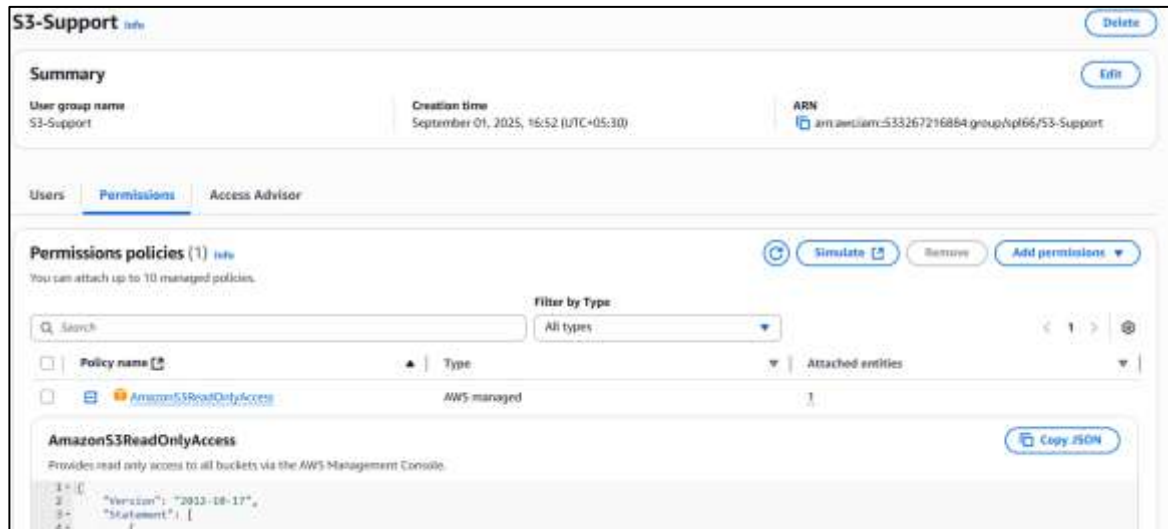 S3-Support Info
Delete
Summary
Edit
User group name
S3-Support
Creation time
September 01, 2025, 16:52 (UTC+05:30)
ARN
arn:aws:iam::533267216884:group/spl66/S3-Support
Users
Permissions
Access Advisor
Permissions policies (1) Info
Simulate
Remove
Add permissions
You can attach up to 10 managed policies.
Filter by Type
Search
All types
1
Policy name
Type
Attached entities
AmazonS3ReadOnlyAccess
AWS managed
1
AmazonS3ReadOnlyAccess
Copy JSON
Provides read only access to all buckets via the AWS Management Console.
1 {
2 "Version": "2012-10-17",
3 "Statement": [
4 {